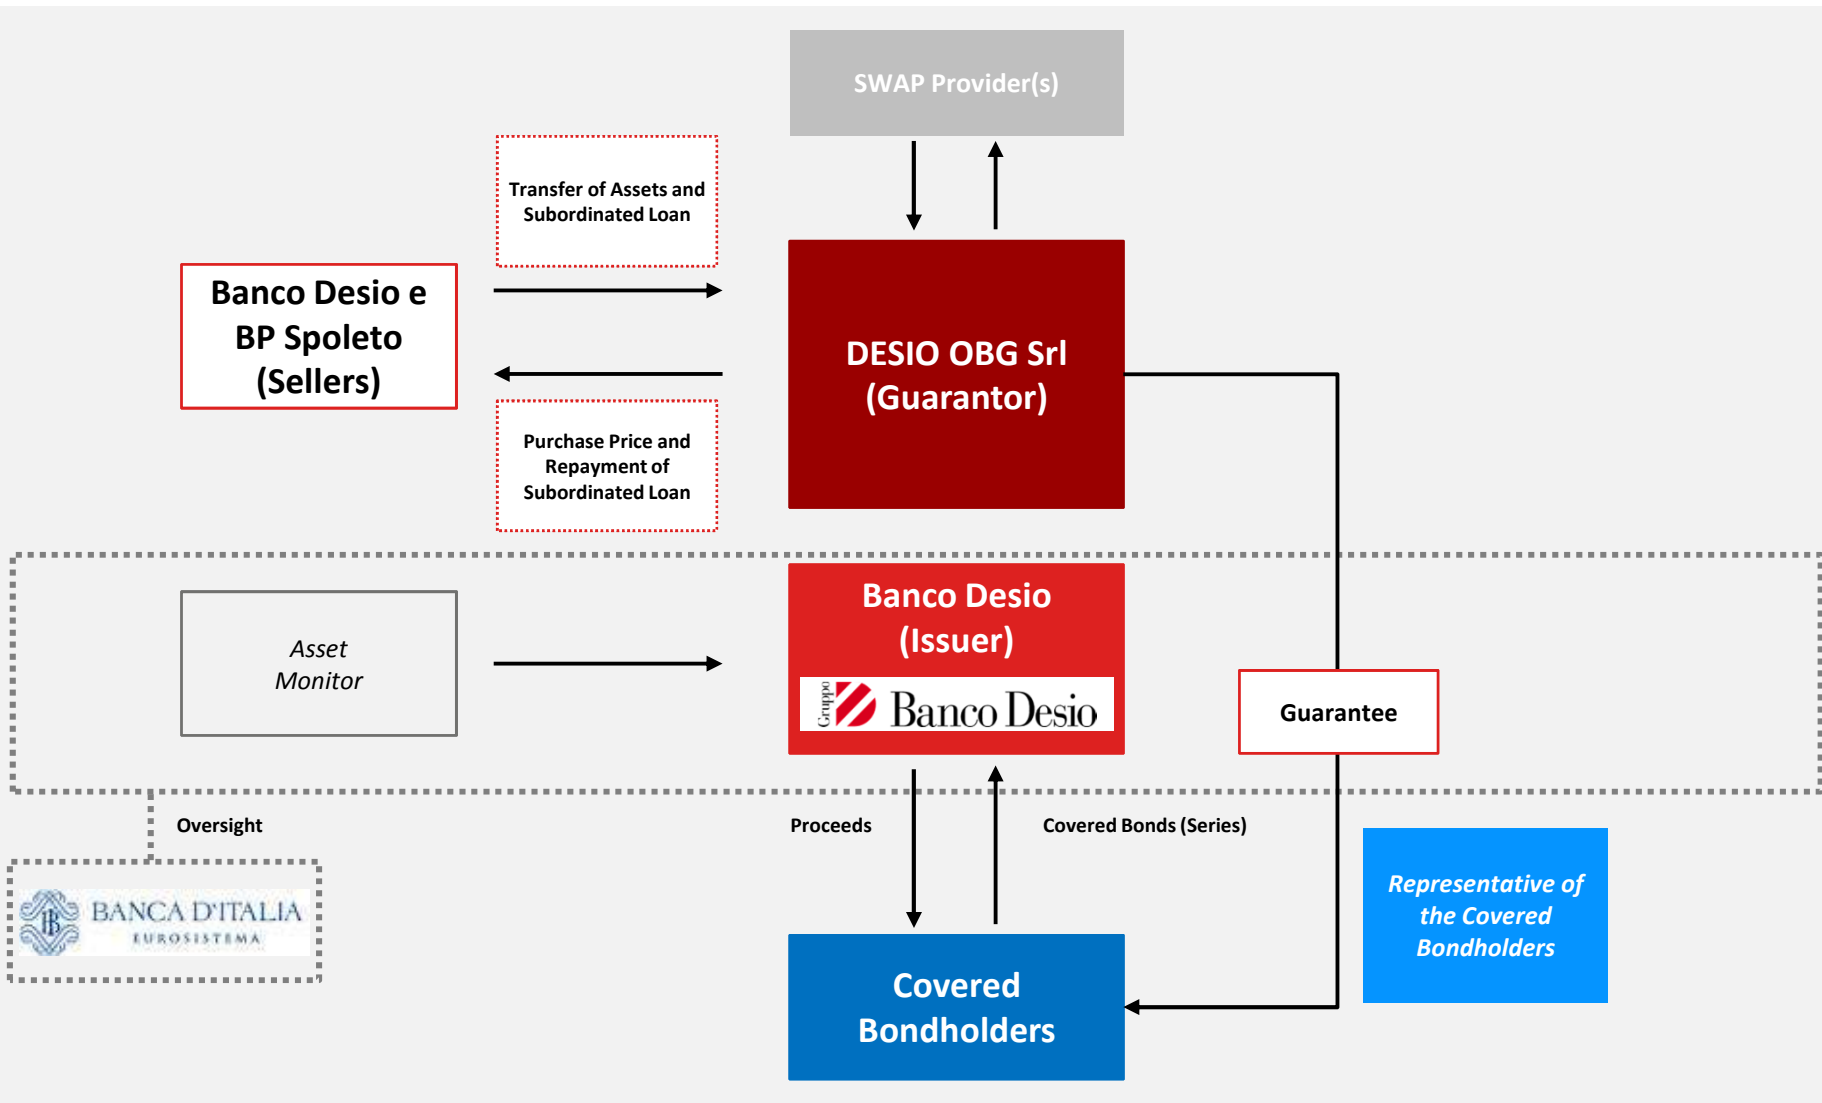 SWAP Provider(s)
Transfer of Assets and
Subordinated Loan
Banco Desio e
BP Spoleto
(Sellers)
DESIO OBG Srl
(Guarantor)
Purchase Price and
Repayment of
Subordinated Loan
Banco Desio
(Issuer)
Gruppo
Banco Desio
Asset
Monitor
Guarantee
Oversight
Proceeds
Covered Bonds (Series)
BANCA D'ITALIA
EUROSISTEMA
Representative of
the Covered
Bondholders
Covered
Bondholders